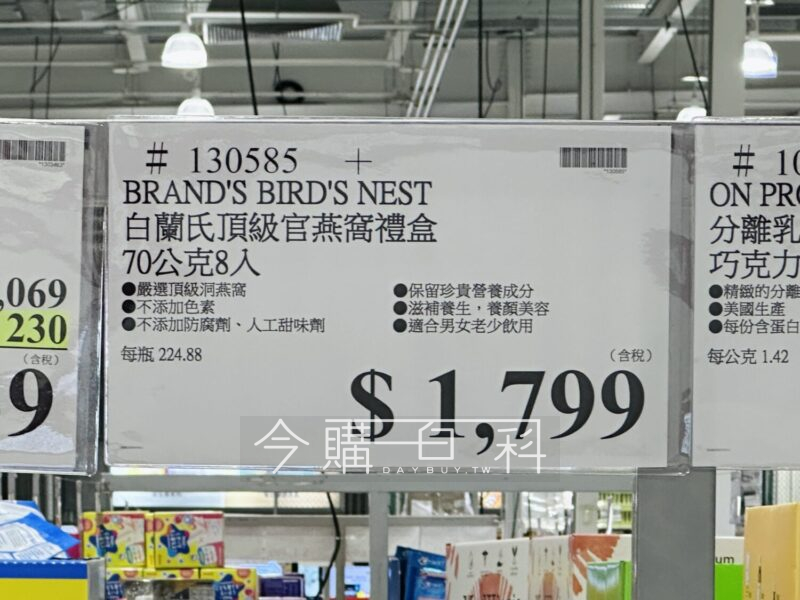 # 130585 +
BRAND'S BIRD'S NEST
白蘭氏頂級官燕窩禮盒
70公克8入
●嚴選頂級洞燕窩
●不添加色素
●不添加防腐劑、人工甜味劑
●保留珍貴營養成分
●滋補養生，養顏美容
●適合男女老少飲用
每瓶 224.88
(含稅)
$ 1,799
,069
230
(含稅)
9
# 10
ON PRO
分離乳
巧克力
●精緻的分離
●美國生產
●每份含蛋白
每公克 1.42
今購百科
DAYBUY.TW